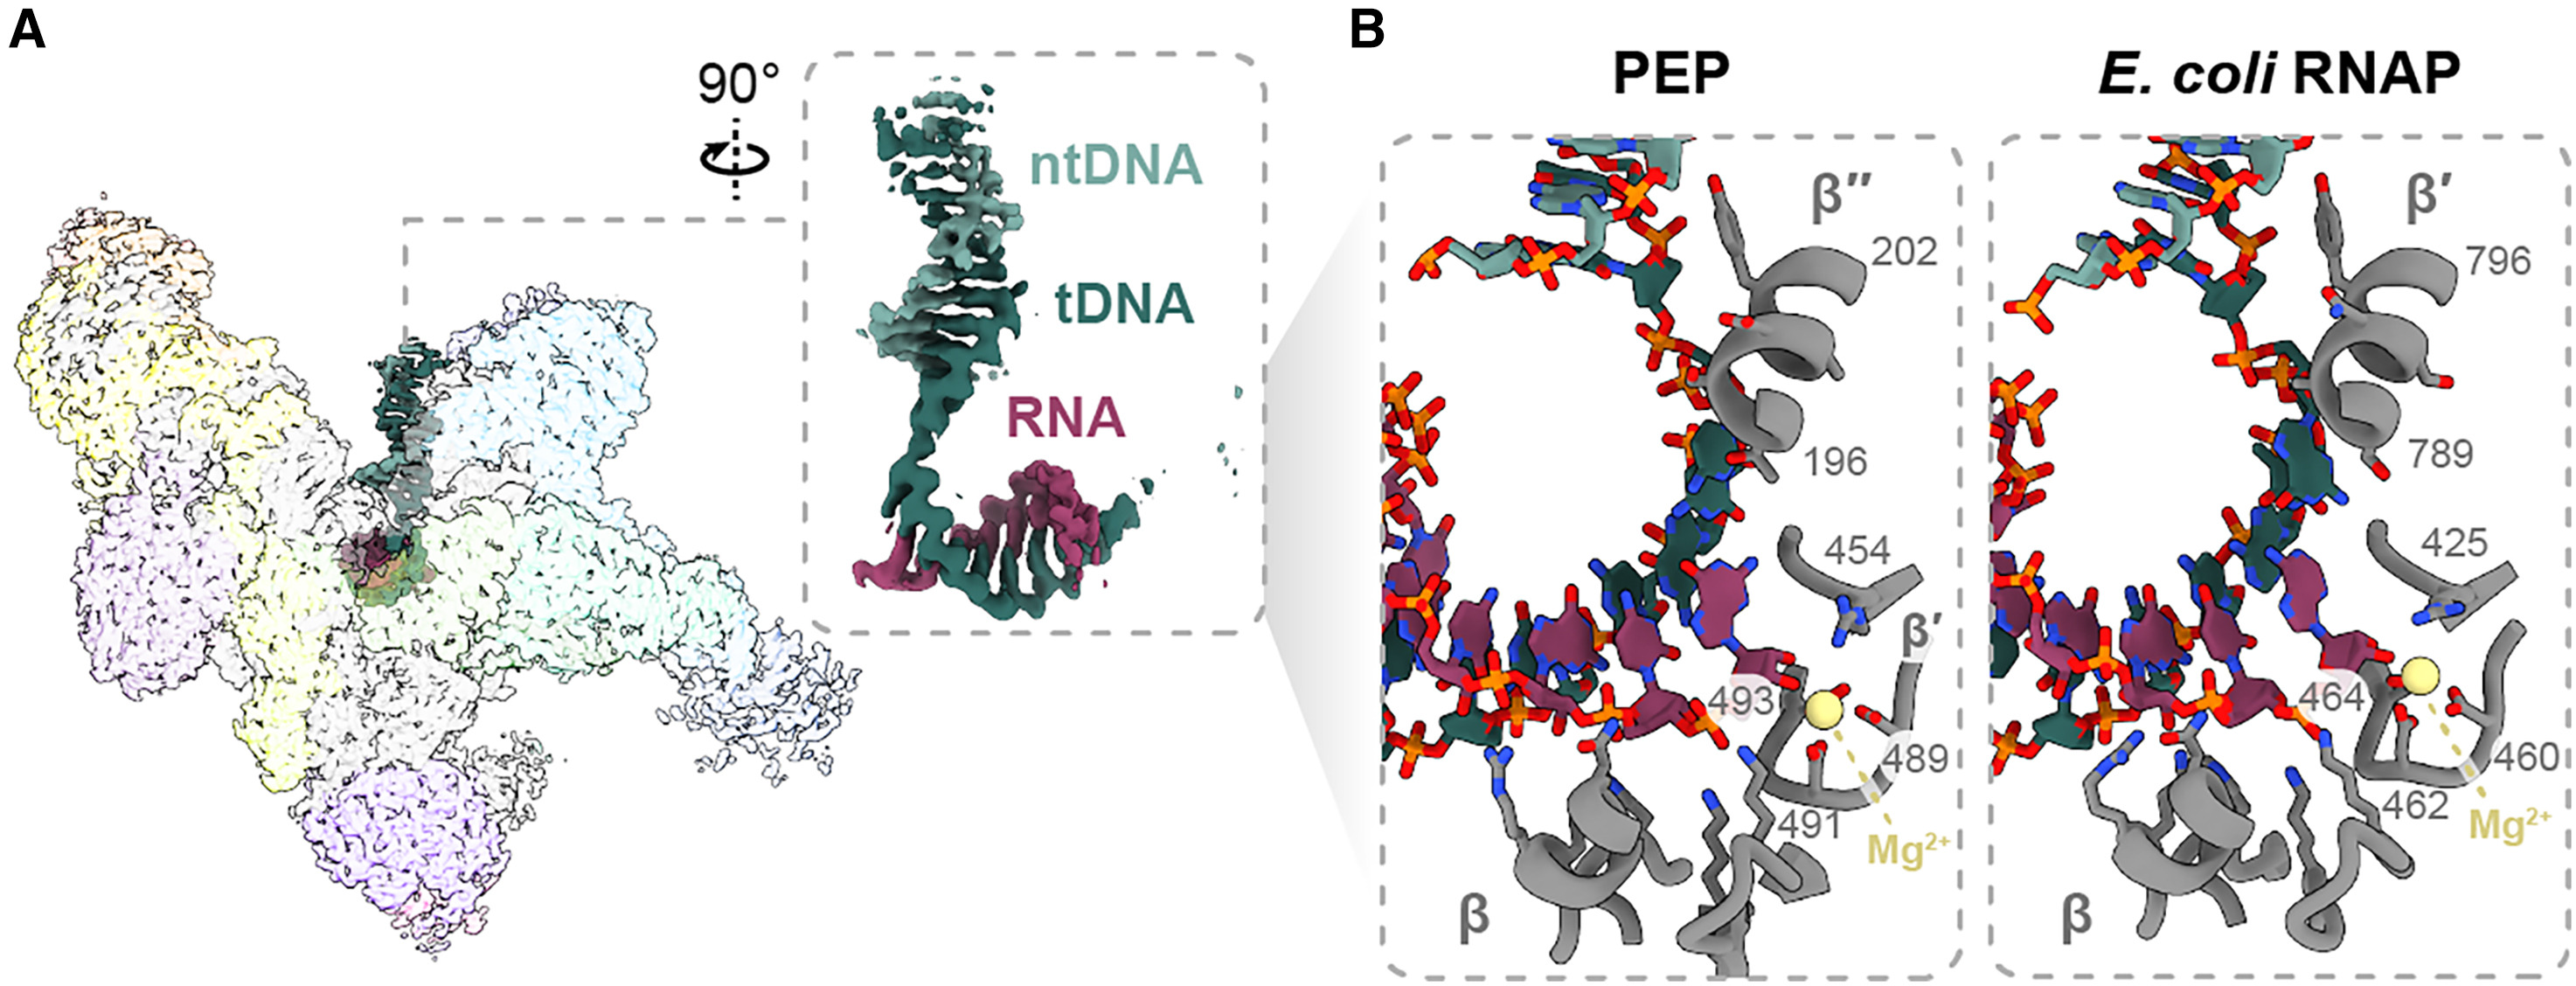 A
90°
ntDNA
tDNA
RNA
B
PEP
β″
202
196
454
β′
493
489
491
Mg²⁺
β
E. coli RNAP
β′
796
789
425
464
460
462
Mg²⁺
β